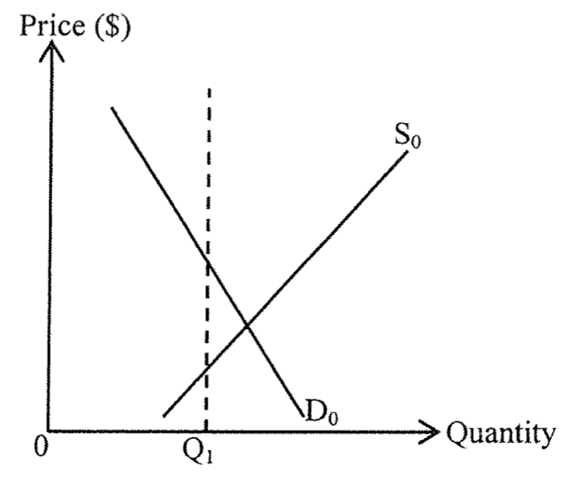 Price ($)
S₀
D₀
0
Q₁
Quantity